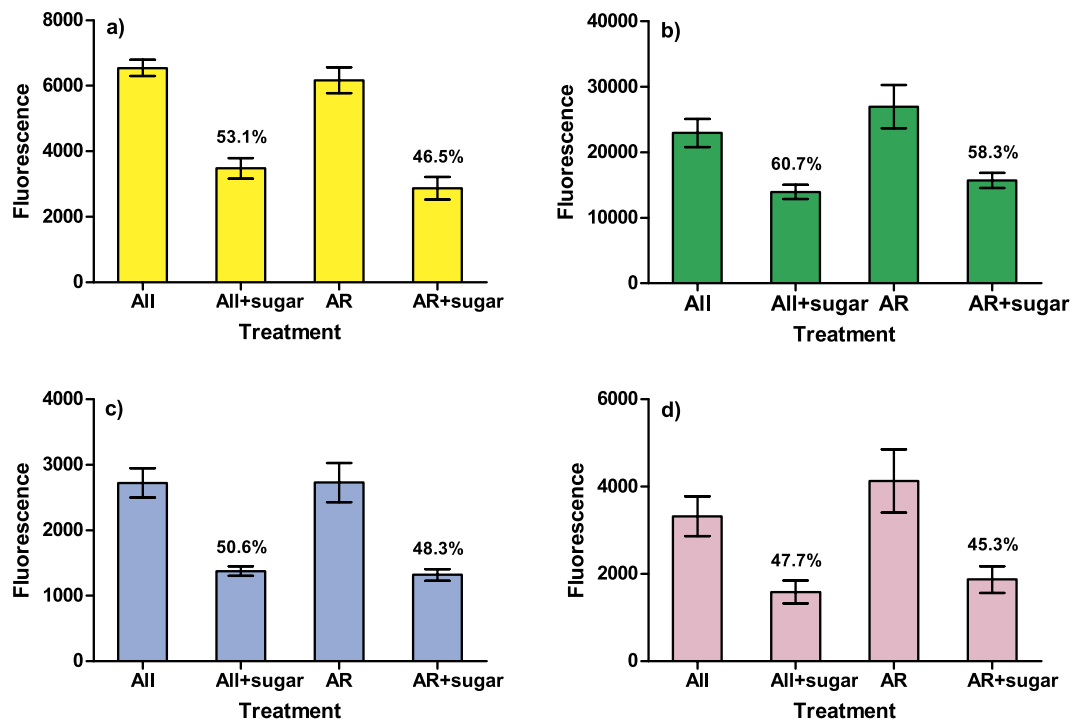 a)
8000
6000
4000
2000
0
Fluorescence
53.1%
46.5%
All All+sugar AR AR+sugar
Treatment
b)
40000
30000
20000
10000
0
Fluorescence
60.7%
58.3%
All All+sugar AR AR+sugar
Treatment
c)
4000
3000
2000
1000
0
Fluorescence
50.6%
48.3%
All All+sugar AR AR+sugar
Treatment
d)
6000
4000
2000
0
Fluorescence
47.7%
45.3%
All All+sugar AR AR+sugar
Treatment